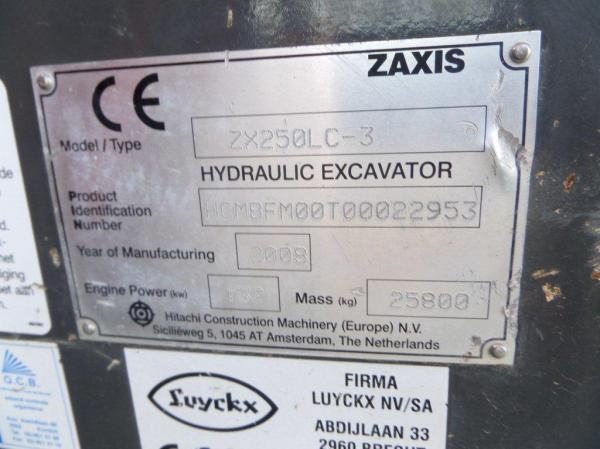 ZAXIS
CE
Model / Type ZX250LC-3
HYDRAULIC EXCAVATOR
Product
Identification HCMBFM00T00022953
Number
Year of Manufacturing 2008
Engine Power (kw) Mass (kg) 25800
Hitachi Construction Machinery (Europe) N.V.
Siciliëweg 5, 1045 AT Amsterdam, The Netherlands
O.C.B.
Luyckx
FIRMA
LUYCKX NV/SA
ABDIJLAAN 33
2960 BRECHT